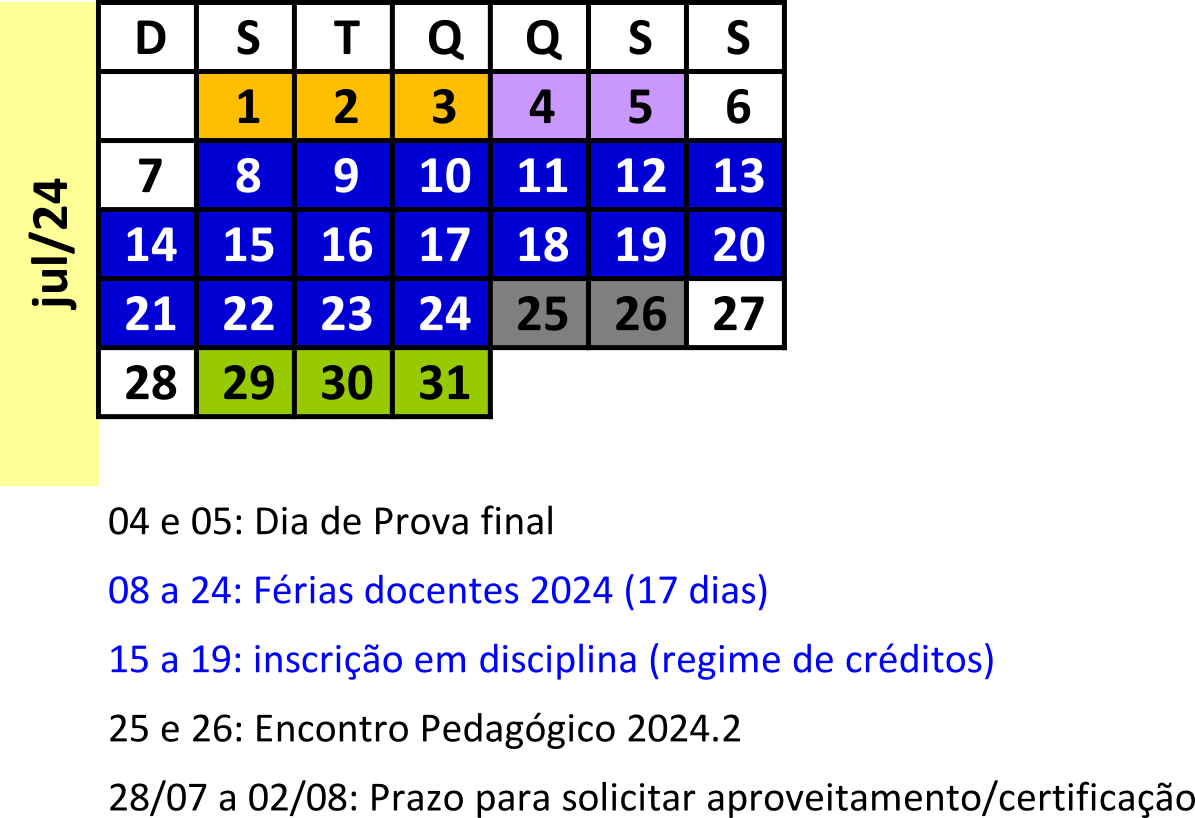 jul/24
D S T Q Q S S
1 2 3 4 5 6
7 8 9 10 11 12 13
14 15 16 17 18 19 20
21 22 23 24 25 26 27
28 29 30 31
04 e 05: Dia de Prova final
08 a 24: Férias docentes 2024 (17 dias)
15 a 19: inscrição em disciplina (regime de créditos)
25 e 26: Encontro Pedagógico 2024.2
28/07 a 02/08: Prazo para solicitar aproveitamento/certificação